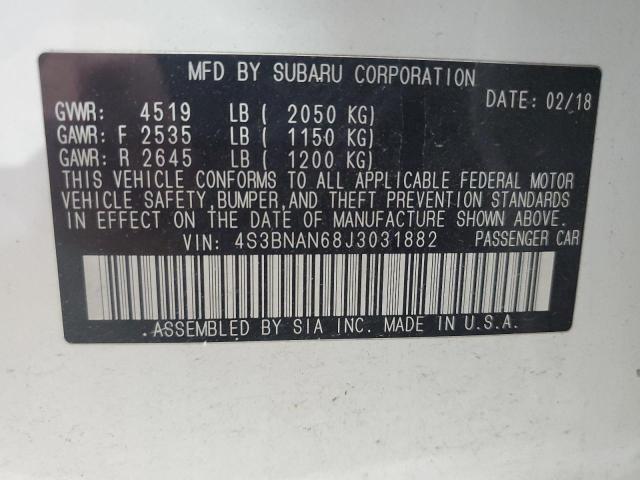 MFD BY SUBARU CORPORATION
DATE: 02/18
GVWR: 4519 LB ( 2050 KG)
GAWR: F 2535 LB ( 1150 KG)
GAWR: R 2645 LB ( 1200 KG)
THIS VEHICLE CONFORMS TO ALL APPLICABLE FEDERAL MOTOR
VEHICLE SAFETY, BUMPER, AND THEFT PREVENTION STANDARDS
IN EFFECT ON THE DATE OF MANUFACTURE SHOWN ABOVE.
VIN: 4S3BNAN68J3031882 PASSENGER CAR
ASSEMBLED BY SIA INC. MADE IN U.S.A.